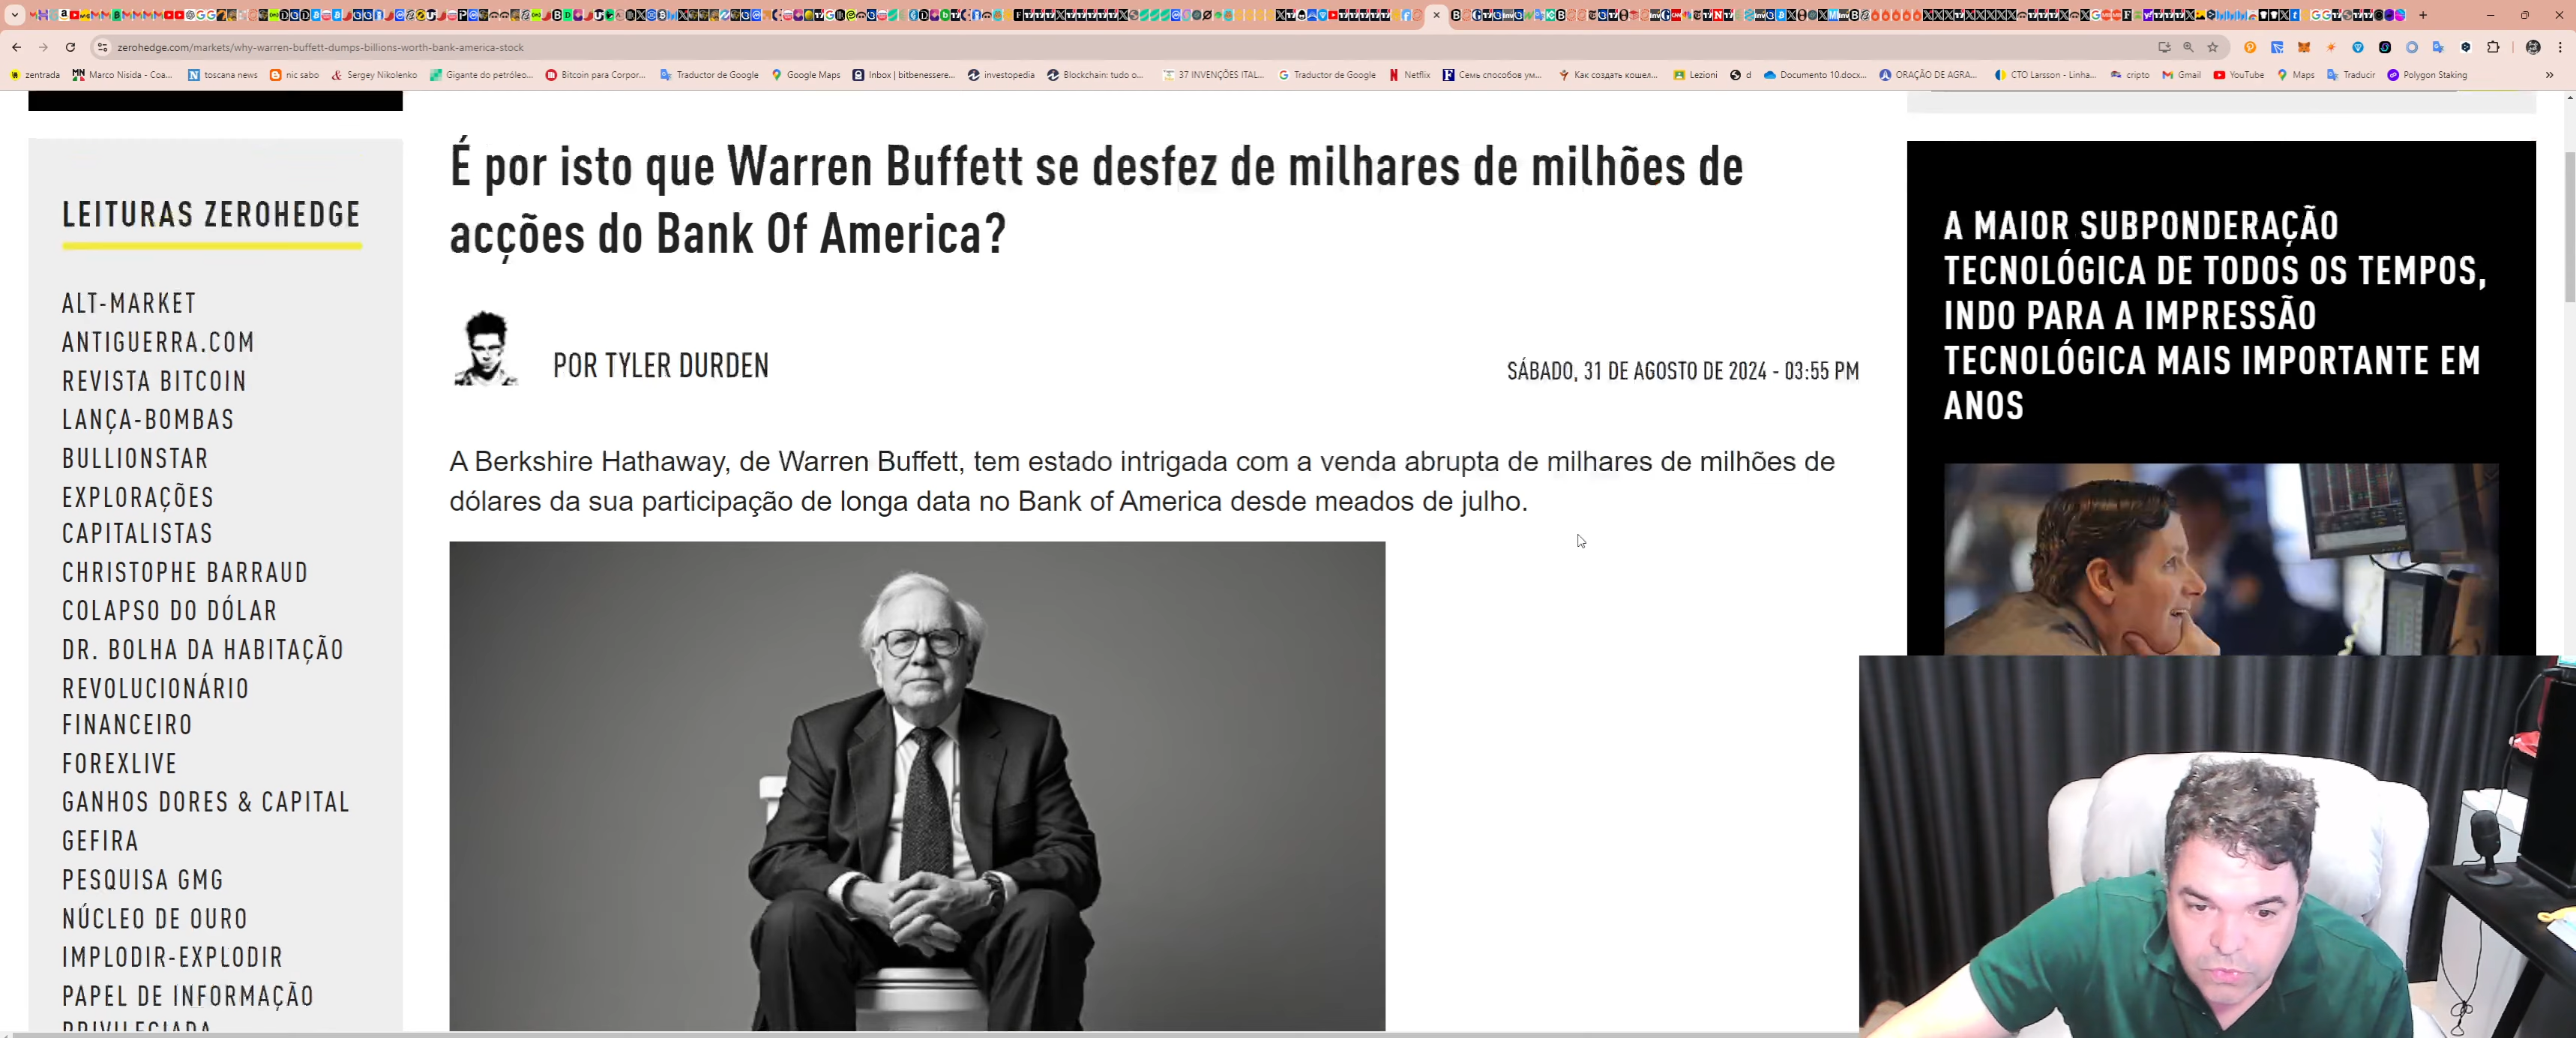 zerohedge.com/markets/why-warren-buffett-dumps-billions-worth-bank-america-stock
zentrada
Marco Nisida - Coa...
toscana news
nic sabo
Sergey Nikolenko
Gigante do petróleo...
Bitcoin para Corpor...
Traductor de Google
Google Maps
Inbox | bitbenessere...
investopedia
Blockchain: tudo o...
37 INVENÇÕES ITAL...
Traductor de Google
Netflix
Семь способов ум...
Как создать кошел...
Lezioni
d
Documento 10.docx...
ORAÇÃO DE AGRA...
CTO Larsson - Linha...
cripto
Gmail
YouTube
Maps
Traducir
Polygon Staking
LEITURAS ZEROHEDGE
ALT-MARKET
ANTIGUERRA.COM
REVISTA BITCOIN
LANÇA-BOMBAS
BULLIONSTAR
EXPLORAÇÕES
CAPITALISTAS
CHRISTOPHE BARRAUD
COLAPSO DO DÓLAR
DR. BOLHA DA HABITAÇÃO
REVOLUCIONÁRIO
FINANCEIRO
FOREXLIVE
GANHOS DORES & CAPITAL
GEFIRA
PESQUISA GMG
NÚCLEO DE OURO
IMPLODIR-EXPLODIR
PAPEL DE INFORMAÇÃO
PRIVILEGIADA
É por isto que Warren Buffett se desfez de milhares de milhões de
acções do Bank Of America?
POR TYLER DURDEN
SÁBADO, 31 DE AGOSTO DE 2024 - 03:55 PM
A Berkshire Hathaway, de Warren Buffett, tem estado intrigada com a venda abrupta de milhares de milhões de
dólares da sua participação de longa data no Bank of America desde meados de julho.
A MAIOR SUBPONDERAÇÃO
TECNOLÓGICA DE TODOS OS TEMPOS,
INDO PARA A IMPRESSÃO
TECNOLÓGICA MAIS IMPORTANTE EM
ANOS